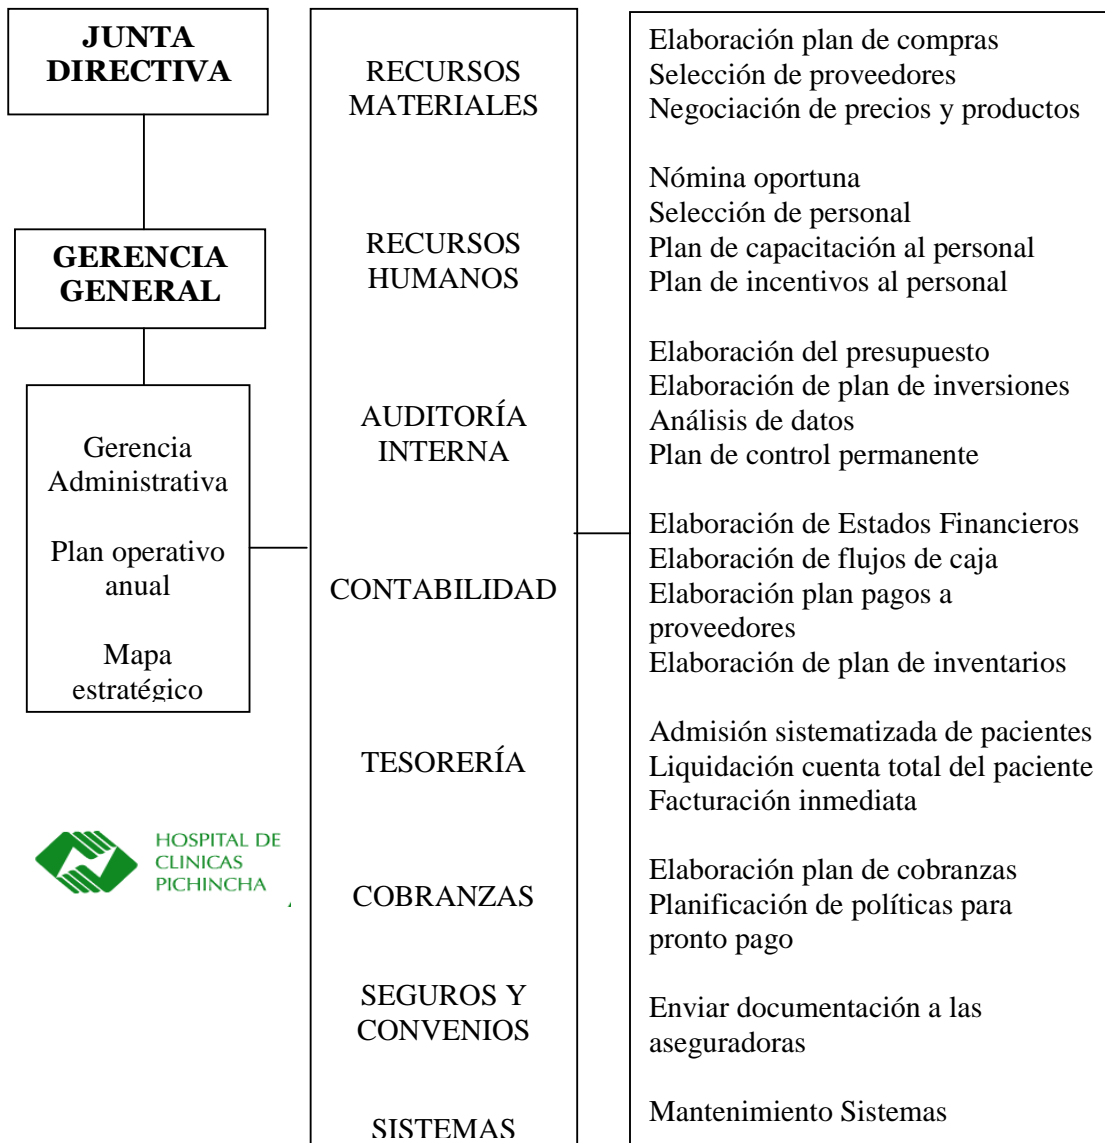 JUNTA
DIRECTIVA
GERENCIA
GENERAL
Gerencia
Administrativa
Plan operativo
anual
Mapa
estratégico
HOSPITAL DE
CLINICAS
PICHINCHA
RECURSOS
MATERIALES
RECURSOS
HUMANOS
AUDITORÍA
INTERNA
CONTABILIDAD
TESORERÍA
COBRANZAS
SEGUROS Y
CONVENIOS
SISTEMAS
Elaboración plan de compras
Selección de proveedores
Negociación de precios y productos
Nómina oportuna
Selección de personal
Plan de capacitación al personal
Plan de incentivos al personal
Elaboración del presupuesto
Elaboración de plan de inversiones
Análisis de datos
Plan de control permanente
Elaboración de Estados Financieros
Elaboración de flujos de caja
Elaboración plan pagos a
proveedores
Elaboración de plan de inventarios
Admisión sistematizada de pacientes
Liquidación cuenta total del paciente
Facturación inmediata
Elaboración plan de cobranzas
Planificación de políticas para
pronto pago
Enviar documentación a las
aseguradoras
Mantenimiento Sistemas